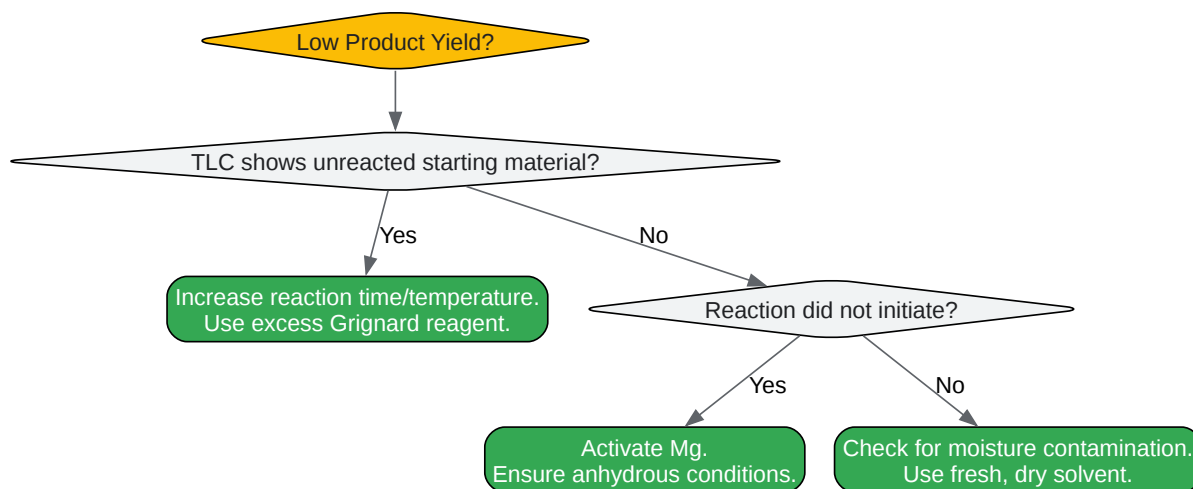 Low Product Yield?
TLC shows unreacted starting material?
Yes
No
Increase reaction time/temperature.
Use excess Grignard reagent.
Reaction did not initiate?
Yes
No
Activate Mg.
Ensure anhydrous conditions.
Check for moisture contamination.
Use fresh, dry solvent.